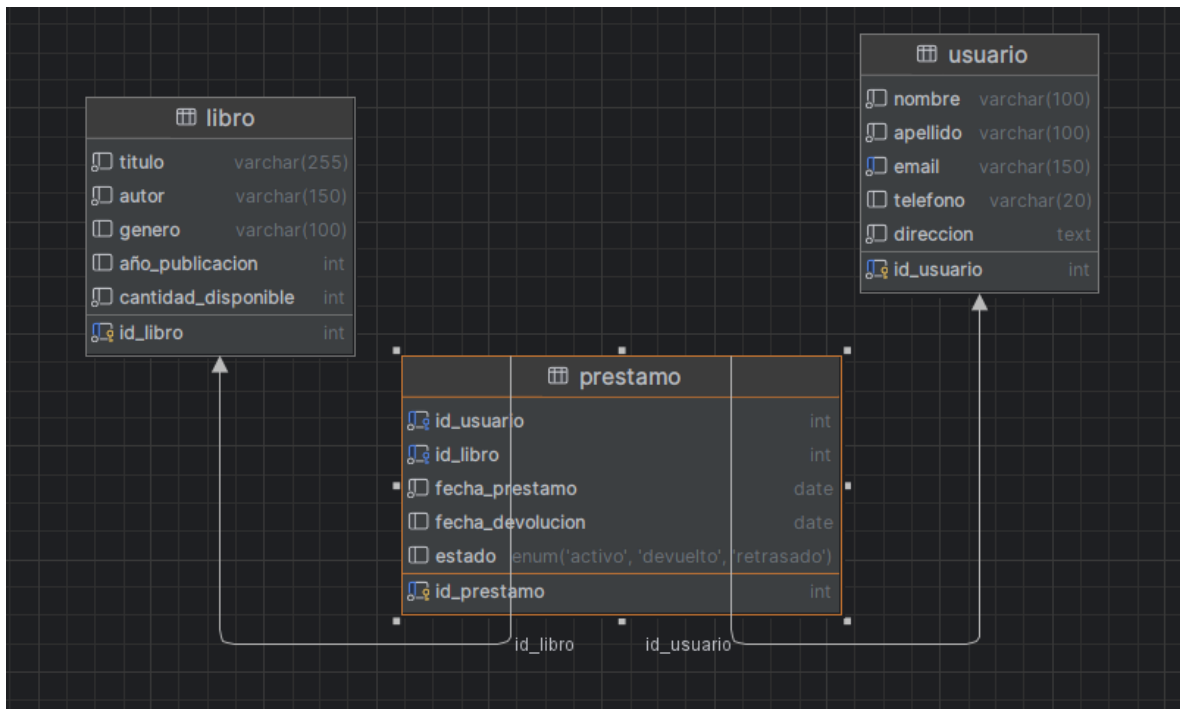 libro
titulo varchar(255)
autor varchar(150)
genero varchar(100)
año_publicacion int
cantidad_disponible int
id_libro int
usuario
nombre varchar(100)
apellido varchar(100)
email varchar(150)
telefono varchar(20)
direccion text
id_usuario int
prestamo
id_usuario int
id_libro int
fecha_prestamo date
fecha_devolucion date
estado enum('activo', 'devuelto', 'retrasado')
id_prestamo int
id_libro id_usuario